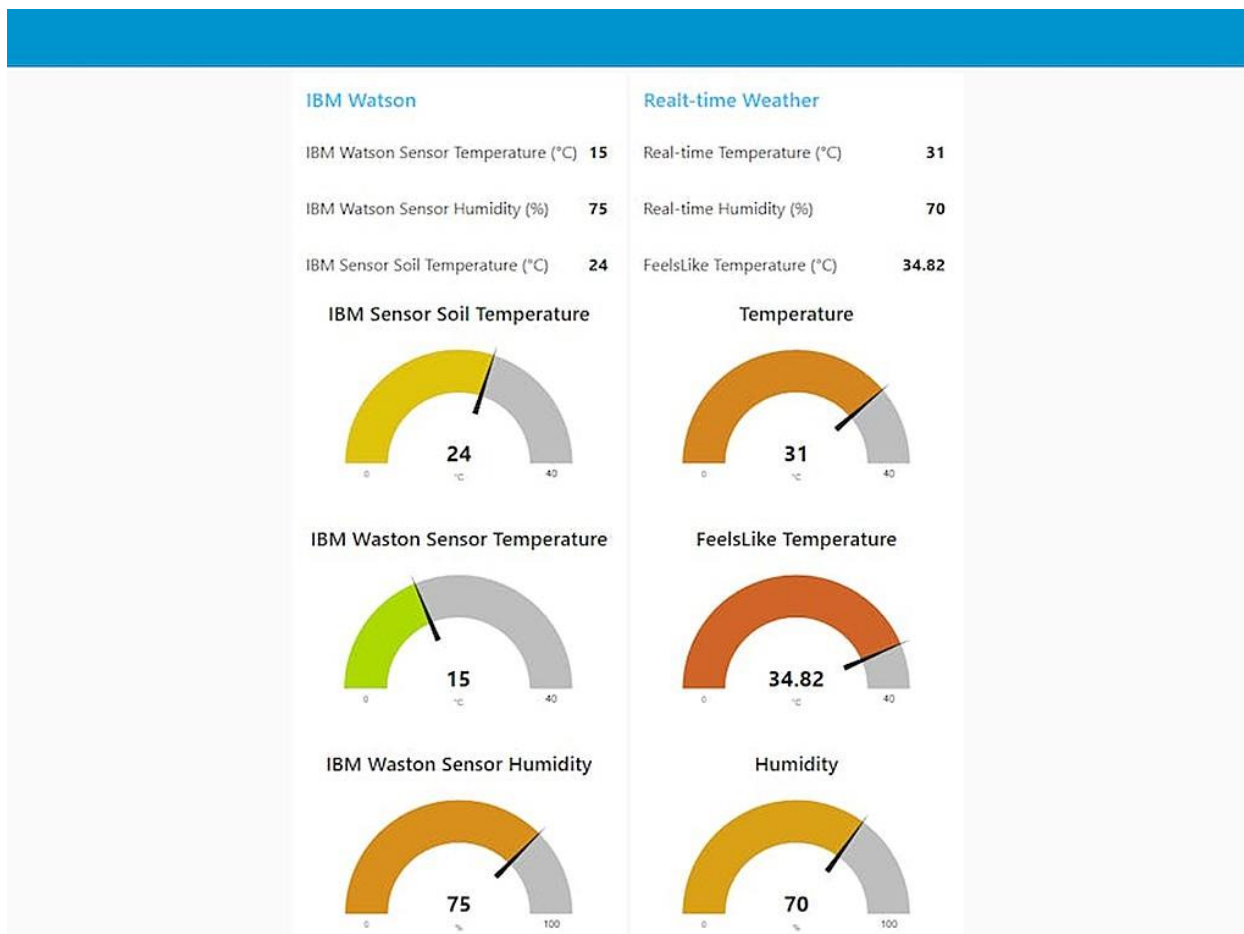 IBM Watson
IBM Watson Sensor Temperature (°C) 15
IBM Watson Sensor Humidity (%) 75
IBM Sensor Soil Temperature (°C) 24
IBM Sensor Soil Temperature
24
0 °C 40
IBM Waston Sensor Temperature
15
0 °C 40
IBM Waston Sensor Humidity
75
0 % 100
Realt-time Weather
Real-time Temperature (°C) 31
Real-time Humidity (%) 70
FeelsLike Temperature (°C) 34.82
Temperature
31
0 °C 40
FeelsLike Temperature
34.82
0 °C 40
Humidity
70
0 % 100